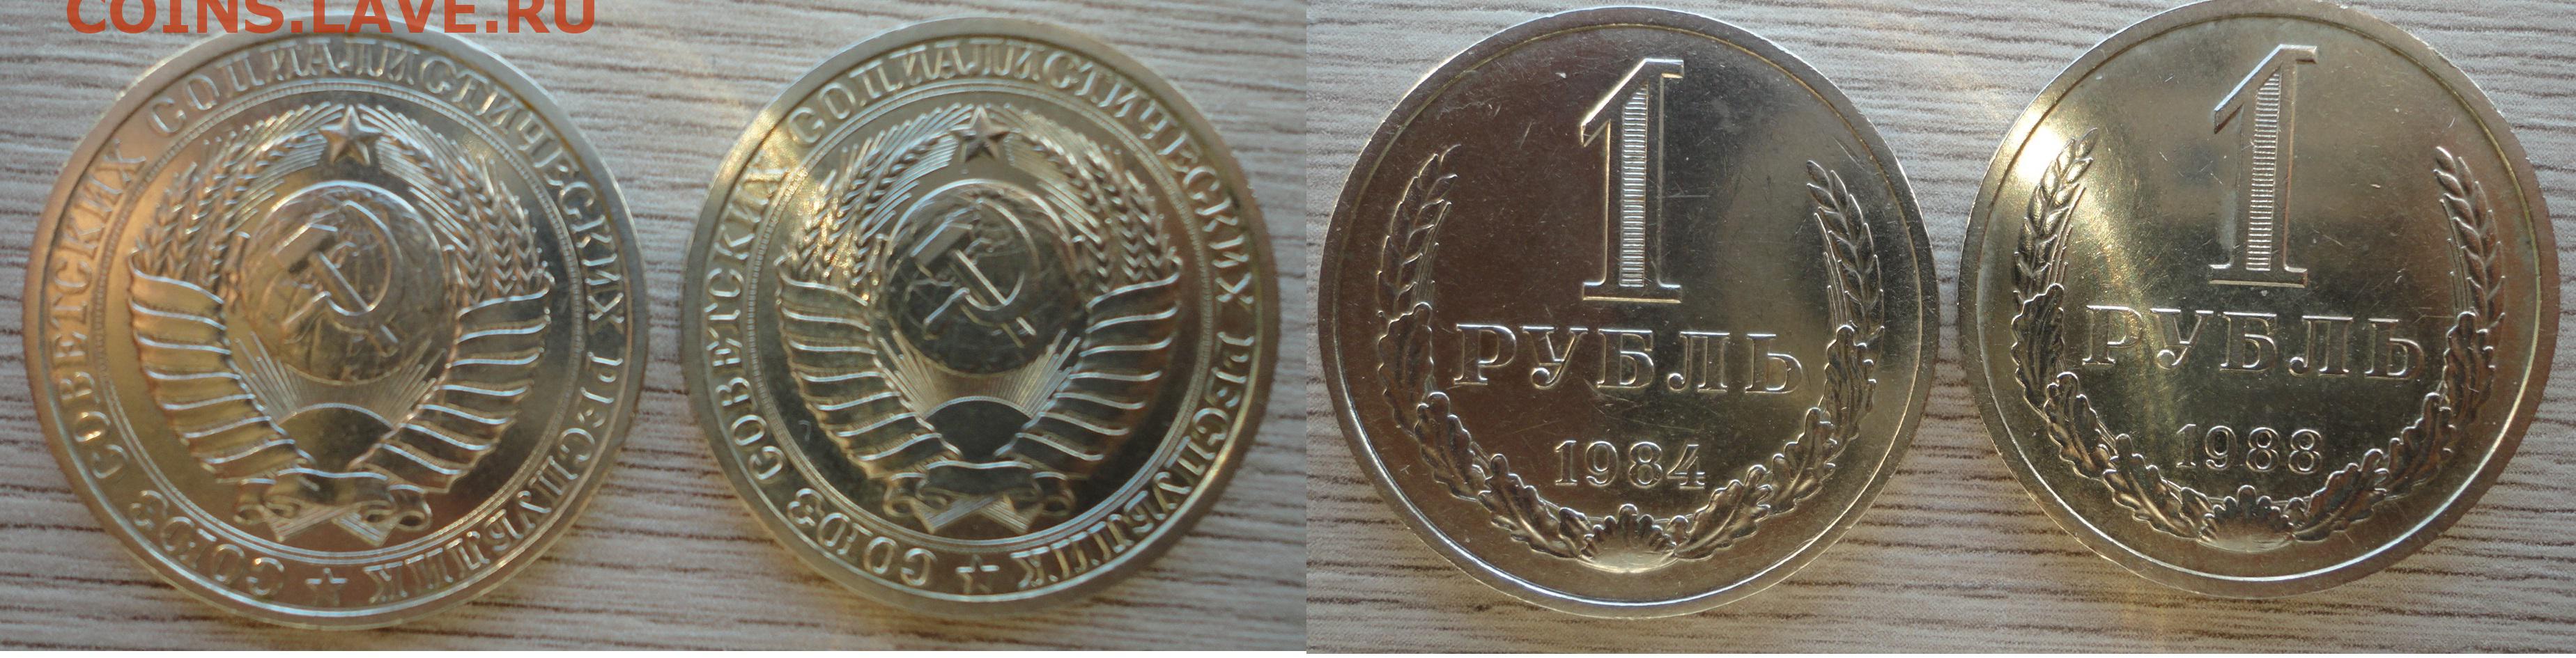 COINS.LAVE.RU
СОЮЗ СОВЕТСКИХ СОЦИАЛИСТИЧЕСКИХ РЕСПУБЛИК
СОЮЗ СОВЕТСКИХ СОЦИАЛИСТИЧЕСКИХ РЕСПУБЛИК
1
РУБЛЬ
1984
1
РУБЛЬ
1988